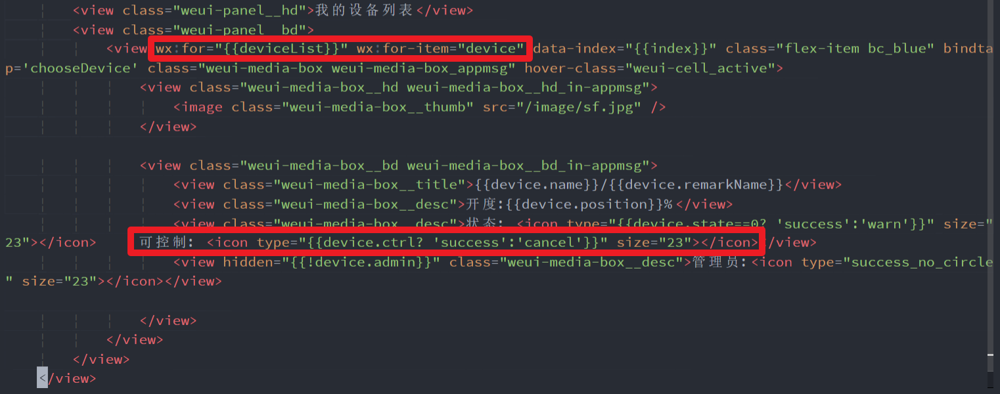 <view class="weui-panel__hd">我的设备列表</view>
<view class="weui-panel__bd">
<view wx:for="{{deviceList}}" wx:for-item="device" data-index="{{index}}" class="flex-item bc_blue" bindta
p='chooseDevice' class="weui-media-box weui-media-box_appmsg" hover-class="weui-cell_active">
<view class="weui-media-box__hd weui-media-box__hd_in-appmsg">
<image class="weui-media-box__thumb" src="/image/sf.jpg" />
</view>
<view class="weui-media-box__bd weui-media-box__bd_in-appmsg">
<view class="weui-media-box__title">{{device.name}}/{{device.remarkName}}</view>
<view class="weui-media-box__desc">开度:{{device.position}}%</view>
<view class="weui-media-box__desc">状态: <icon type="{{device.state==0? 'success':'warn'}}" size="
23"></icon> 可控制: <icon type="{{device.ctrl? 'success':'cancel'}}" size="23"></icon></view>
<view hidden="{{!device.admin}}" class="weui-media-box__desc">管理员:<icon type="success_no_circle
" size="23"></icon></view>
</view>
</view>
</view>
</view>